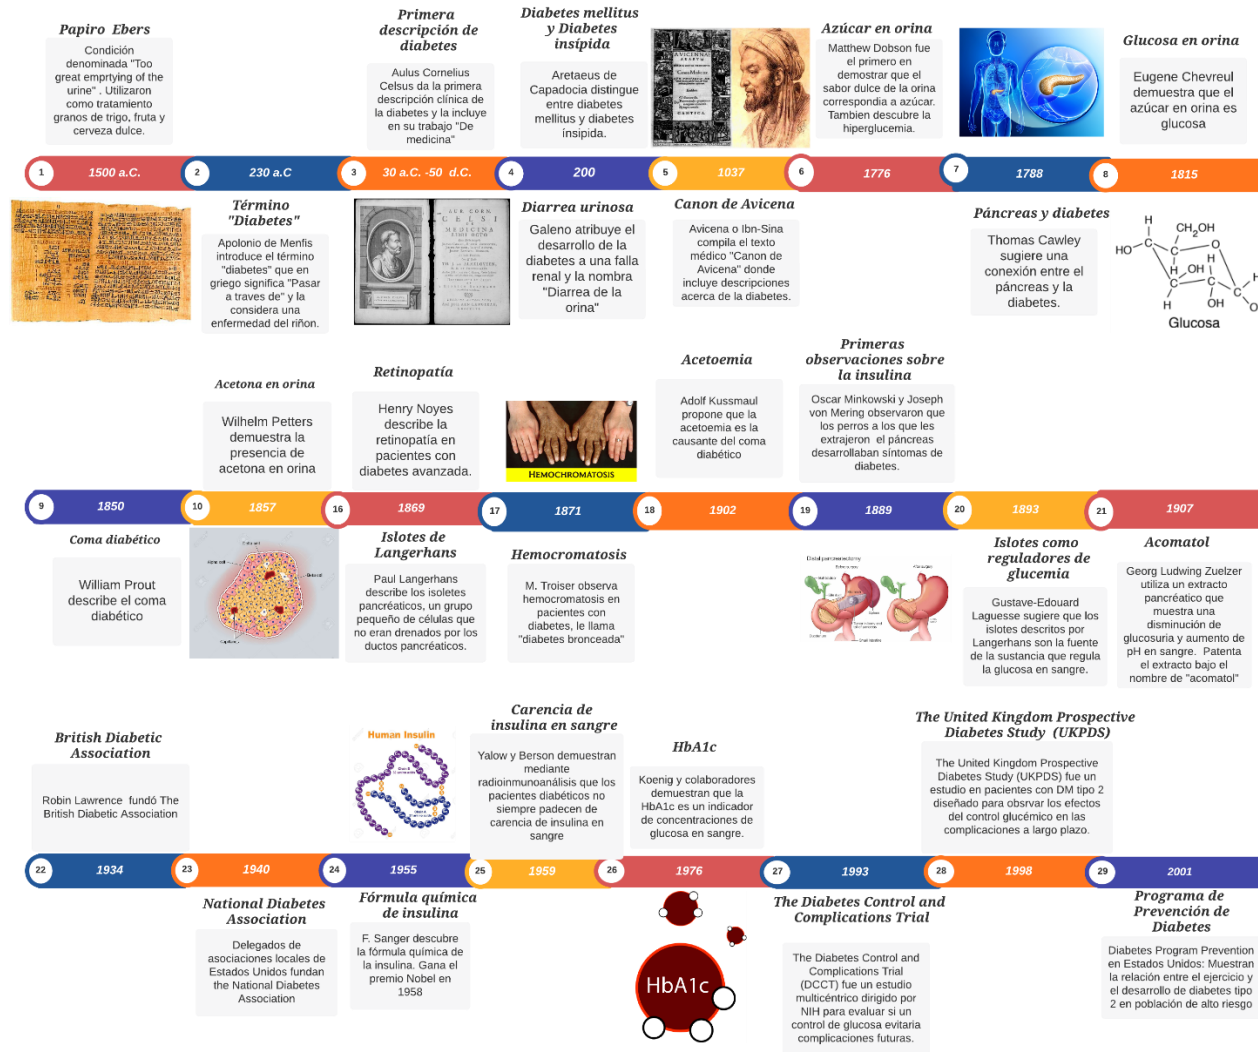 Papiro Ebers
Condición
denominada "Too
great emprtying of the
urine" . Utilizaron
como tratamiento
granos de trigo, fruta y
cerveza dulce.
Primera
descripción de
diabetes
Aulus Cornelius
Celsus da la primera
descripción clínica de
la diabetes y la incluye
en su trabajo "De
medicina"
Diabetes mellitus
y Diabetes
insípida
Aretaeus de
Capadocia distingue
entre diabetes
mellitus y diabetes
ínsipida.
Azúcar en orina
Matthew Dobson fue
el primero en
demostrar que el
sabor dulce de la orina
correspondia a azúcar.
Tambien descubre la
hiperglucemia.
Glucosa en orina
Eugene Chevreul
demuestra que el
azúcar en orina es
glucosa
1 1500 a.C. 2 230 a.C 3 30 a.C. -50 d.C. 4 200 5 1037 6 1776 7 1788 8 1815
Término
"Diabetes"
Apolonio de Menfis
introduce el término
"diabetes" que en
griego significa "Pasar
a traves de" y la
considera una
enfermedad del riñon.
AUR. CORN.
CELSI
MEDICINA
Diarrea urinosa
Galeno atribuye el
desarrollo de la
diabetes a una falla
renal y la nombra
"Diarrea de la
orina"
Canon de Avicena
Avicena o Ibn-Sina
compila el texto
médico "Canon de
Avicena" donde
incluye descripciones
acerca de la diabetes.
Páncreas y diabetes
Thomas Cawley
sugiere una
conexión entre el
páncreas y la
diabetes.
H
CH2OH
HO
O
H
H
OH
H
C
H
H
OH
O
Glucosa
Acetona en orina
Wilhelm Petters
demuestra la
presencia de
acetona en orina
Retinopatía
Henry Noyes
describe la
retinopatía en
pacientes con
diabetes avanzada.
HEMOCHROMATOSIS
Acetoemia
Adolf Kussmaul
propone que la
acetoemia es la
causante del coma
diabético
Primeras
observaciones sobre
la insulina
Oscar Minkowski y Joseph
von Mering observaron que
los perros a los que les
extrajeron el páncreas
desarrollaban síntomas de
diabetes.
9 1850 10 1857 16 1869 17 1871 18 1902 19 1889 20 1893 21 1907
Coma diabético
William Prout
describe el coma
diabético
Islotes de
Langerhans
Paul Langerhans
describe los isoletes
pancreáticos, un grupo
pequeño de células que
no eran drenados por los
ductos pancreáticos.
Hemocromatosis
M. Troiser observa
hemocromatosis en
pacientes con
diabetes, le llama
"diabetes bronceada"
Islotes como
reguladores de
glucemia
Gustave-Edouard
Laguesse sugiere que los
islotes descritos por
Langerhans son la fuente
de la sustancia que regula
la glucosa en sangre.
Acomatol
Georg Ludwing Zuelzer
utiliza un extracto
pancréatico que
muestra una
disminución de
glucosuria y aumento de
pH en sangre. Patenta
el extracto bajo el
nombre de "acomatol"
British Diabetic
Association
Robin Lawrence fundó The
British Diabetic Association
Human Insulin
Carencia de
insulina en sangre
Yalow y Berson demuestran
mediante
radioinmunoanálisis que los
pacientes diabéticos no
siempre padecen de
carencia de insulina en
sangre
HbA1c
Koenig y colaboradores
demuestran que la
HbA1c es un indicador
de concentraciones de
glucosa en sangre.
The United Kingdom Prospective
Diabetes Study (UKPDS)
The United Kingdom Prospective
Diabetes Study (UKPDS) fue un
estudio en pacientes con DM tipo 2
diseñado para obsrvar los efectos
del control glucémico en las
complicaciones a largo plazo.
22 1934 23 1940 24 1955 25 1959 26 1976 27 1993 28 1998 29 2001
National Diabetes
Association
Delegados de
asociaciones locales de
Estados Unidos fundan
the National Diabetes
Association
Fórmula química
de insulina
F. Sanger descubre
la fórmula química de
la insulina. Gana el
premio Nobel en
1958
HbA1c
The Diabetes Control and
Complications Trial
The Diabetes Control and
Complications Trial
(DCCT) fue un estudio
multicéntrico dirigido por
NIH para evaluar si un
control de glucosa evitaria
complicaciones futuras.
Programa de
Prevención de
Diabetes
Diabetes Program Prevention
en Estados Unidos: Muestran
la relación entre el ejercicio y
el desarrollo de diabetes tipo
2 en población de alto riesgo